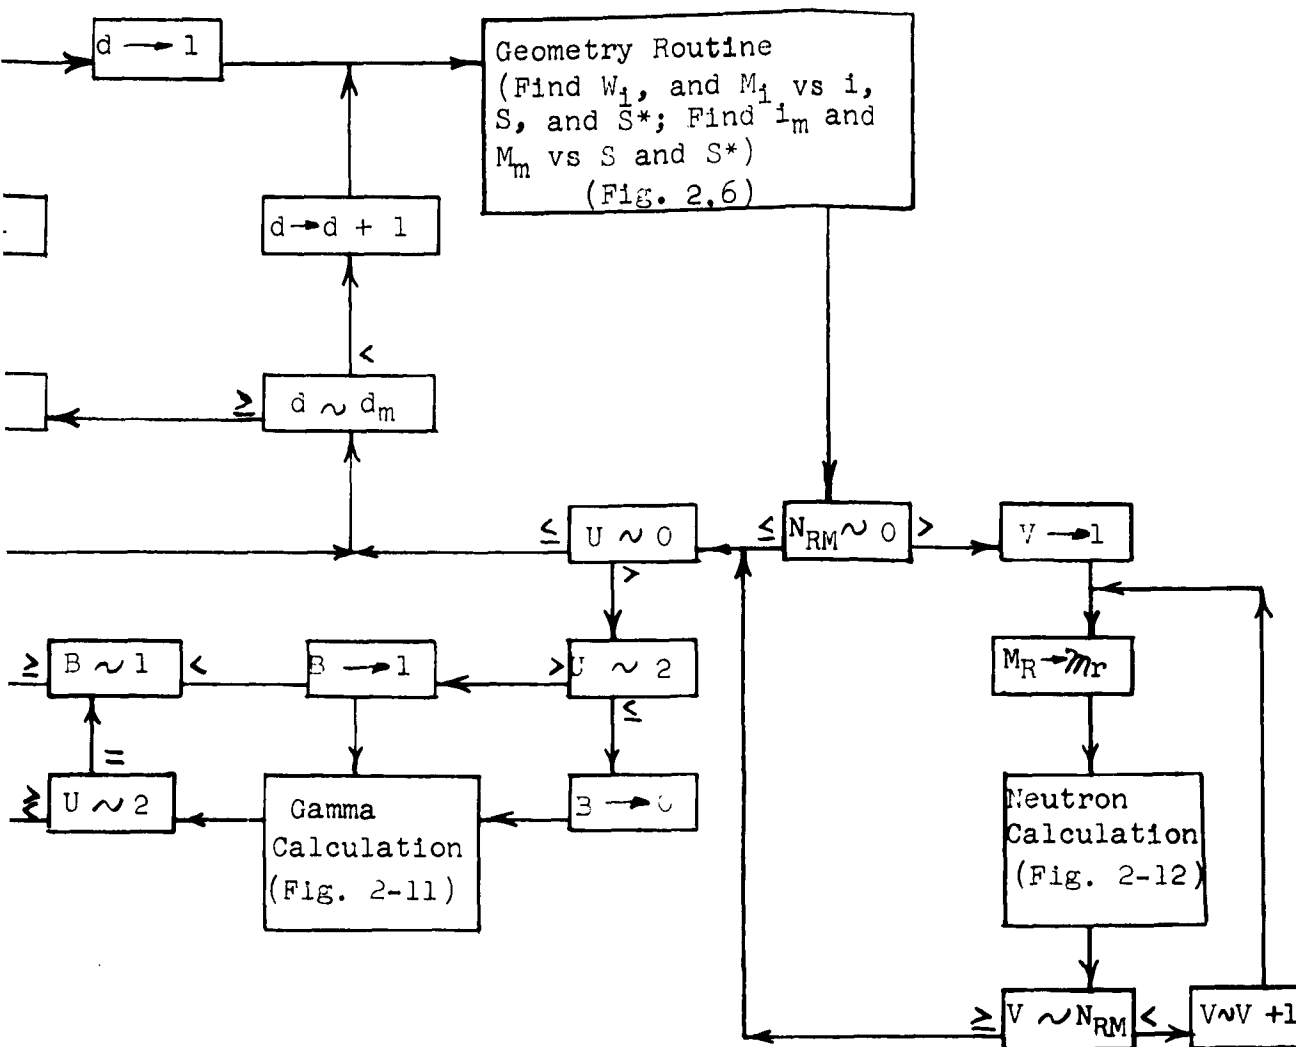 d → 1
Geometry Routine
(Find W_i, and M_i vs i,
S, and S*; Find i_m and
M_m vs S and S*)
(Fig. 2,6)
d→d + 1
<
≥ d ~ d_m
≤ U ~ 0
>
≤ N_RM ~ 0 >
V → 1
≥ B ~ 1 <
B → 1
> U ~ 2
≤
M_R → 𝔐r
=
≷ U ~ 2
Gamma
Calculation
(Fig. 2-11)
B → 0
Neutron
Calculation
(Fig. 2-12)
≥ V ~ N_RM <
V~V +1